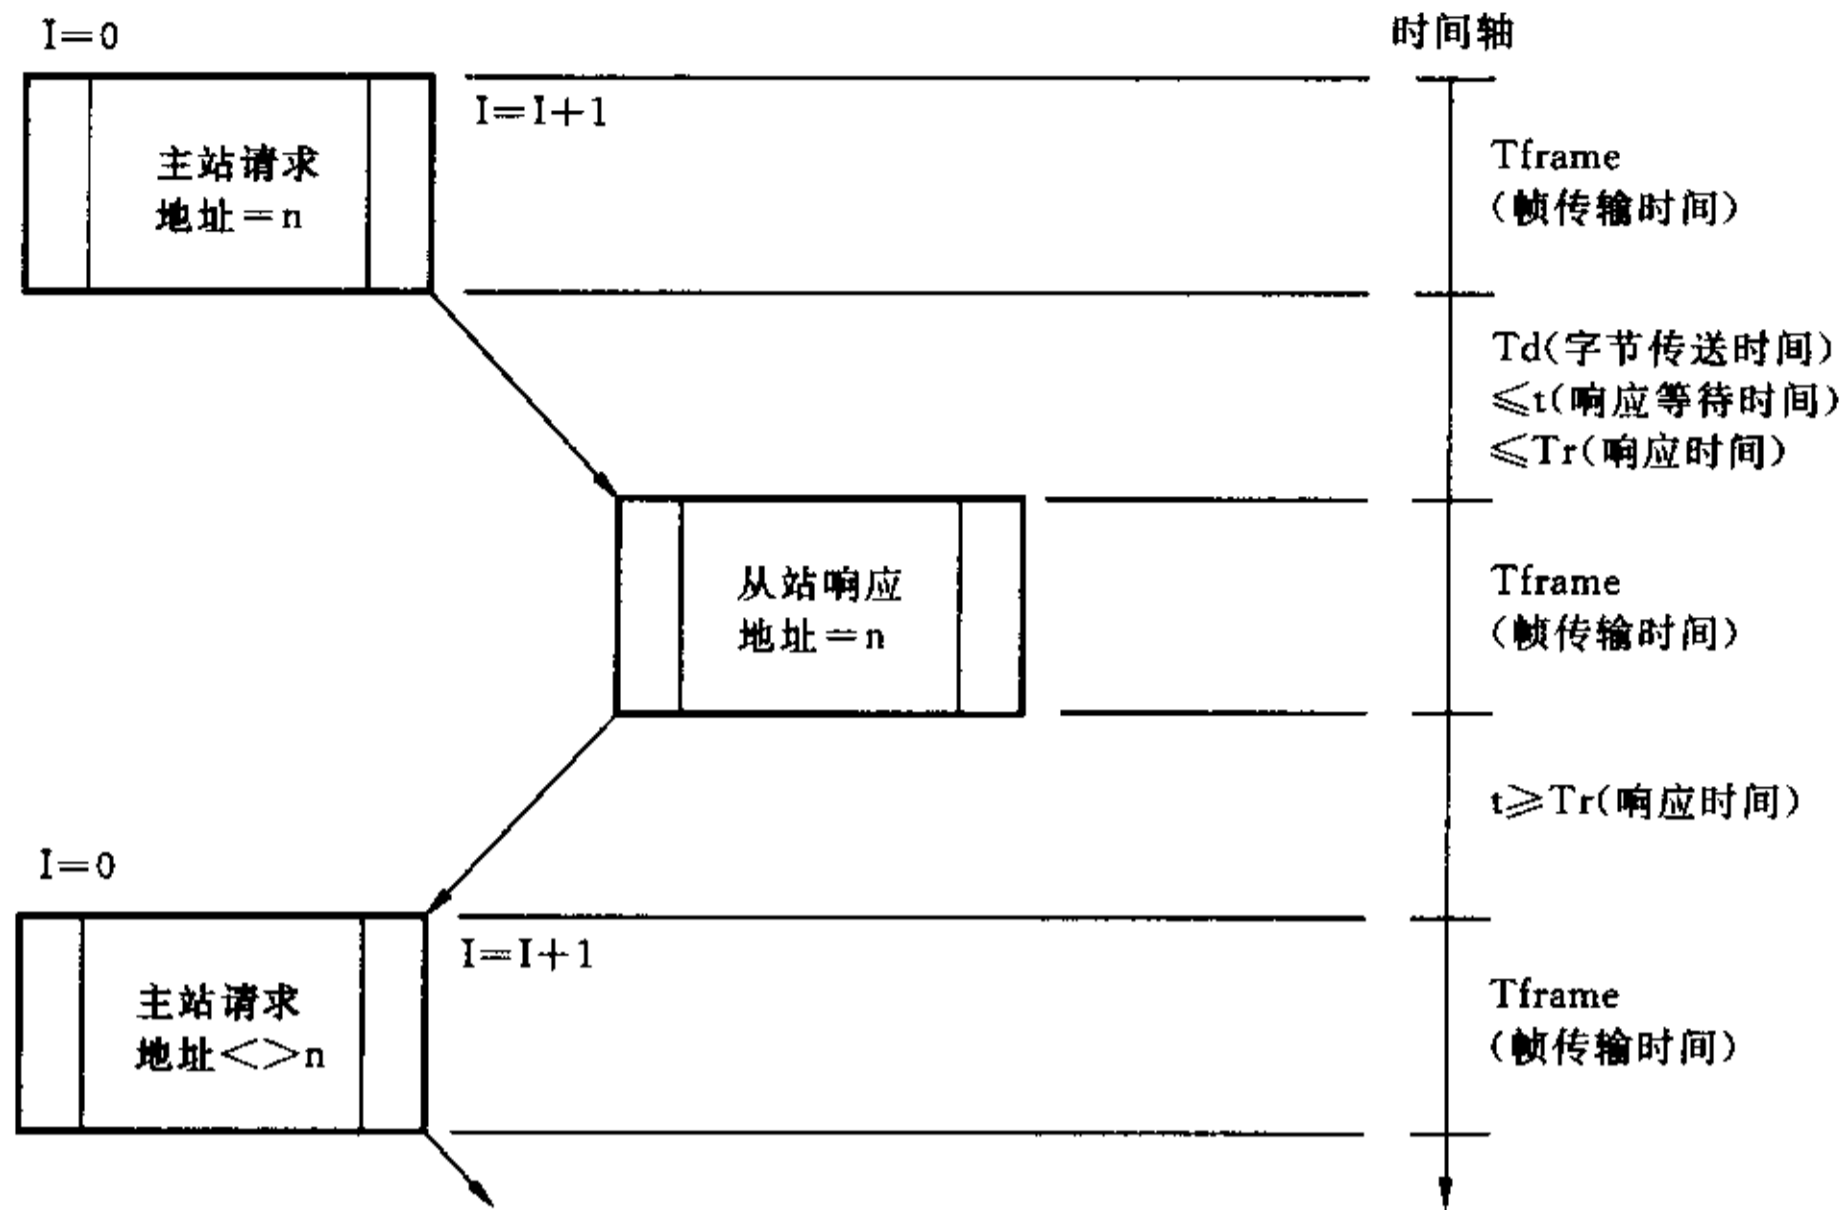 I=0
时间轴
I=I+1
主站请求
地址=n
Tframe
(帧传输时间)
Td(字节传送时间)
≤t(响应等待时间)
≤Tr(响应时间)
从站响应
地址=n
Tframe
(帧传输时间)
t≥Tr(响应时间)
I=0
I=I+1
主站请求
地址<>n
Tframe
(帧传输时间)